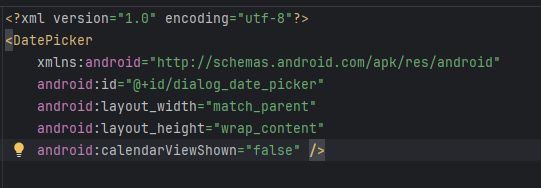 <?xml version="1.0" encoding="utf-8"?>
<DatePicker
xmlns:android="http://schemas.android.com/apk/res/android"
android:id="@+id/dialog_date_picker"
android:layout_width="match_parent"
android:layout_height="wrap_content"
android:calendarViewShown="false" />